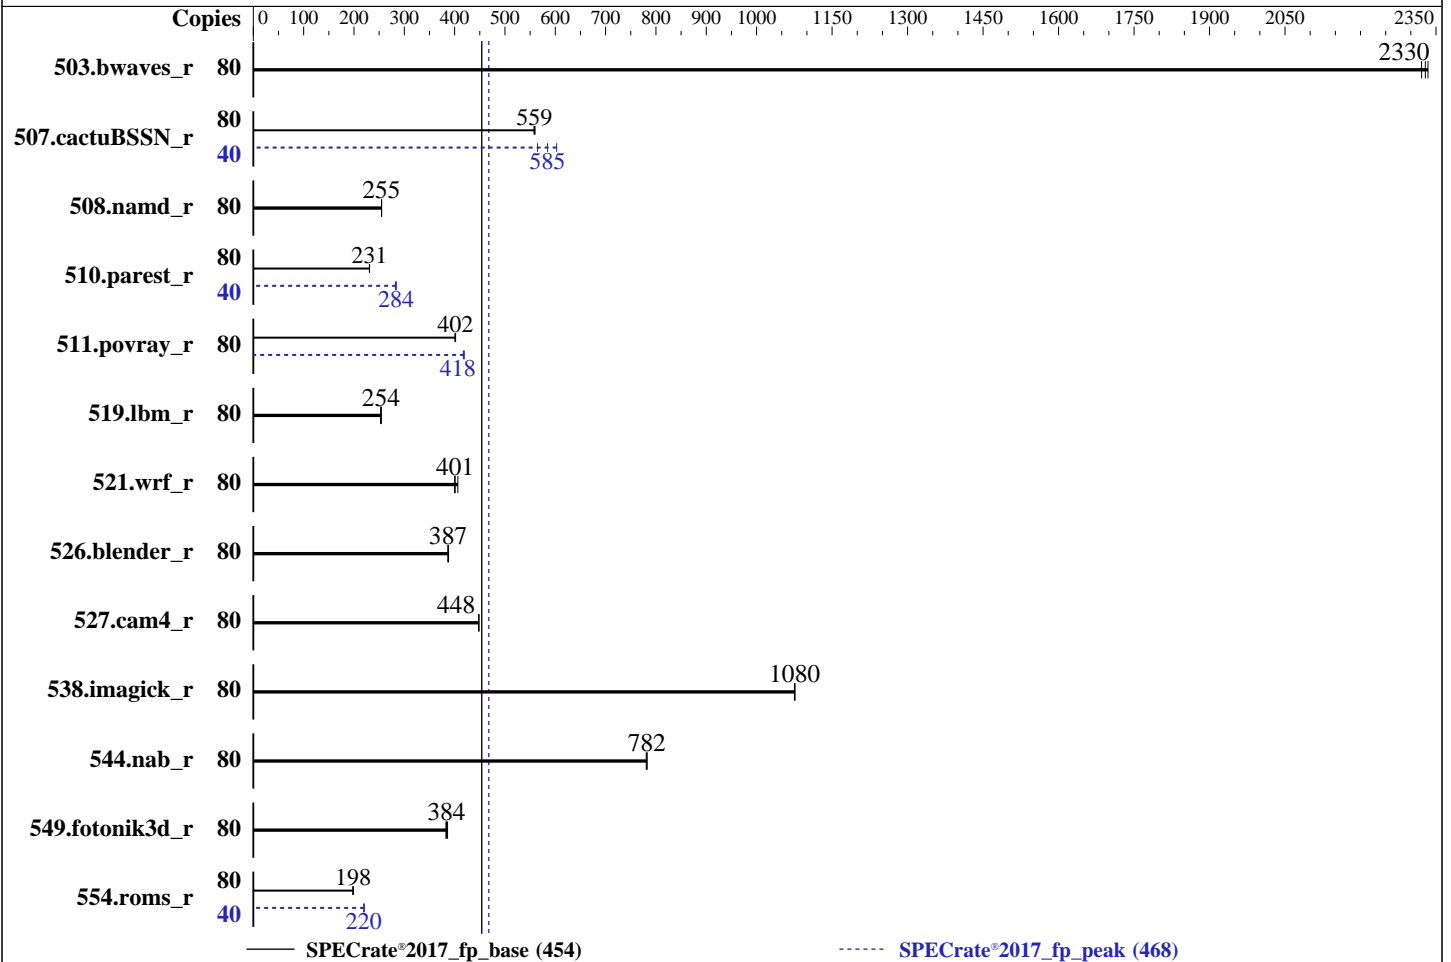 Copies 0 100 200 300 400 500 600 700 800 900 1000 1150 1300 1450 1600 1750 1900 2050 2350
503.bwaves_r 80 2330
507.cactuBSSN_r 80 559
40 585
508.namd_r 80 255
510.parest_r 80 231
40 284
511.povray_r 80 402
418
519.lbm_r 80 254
521.wrf_r 80 401
526.blender_r 80 387
527.cam4_r 80 448
538.imagick_r 80 1080
544.nab_r 80 782
549.fotonik3d_r 80 384
554.roms_r 80 198
40 220
SPECrate®2017_fp_base (454) SPECrate®2017_fp_peak (468)